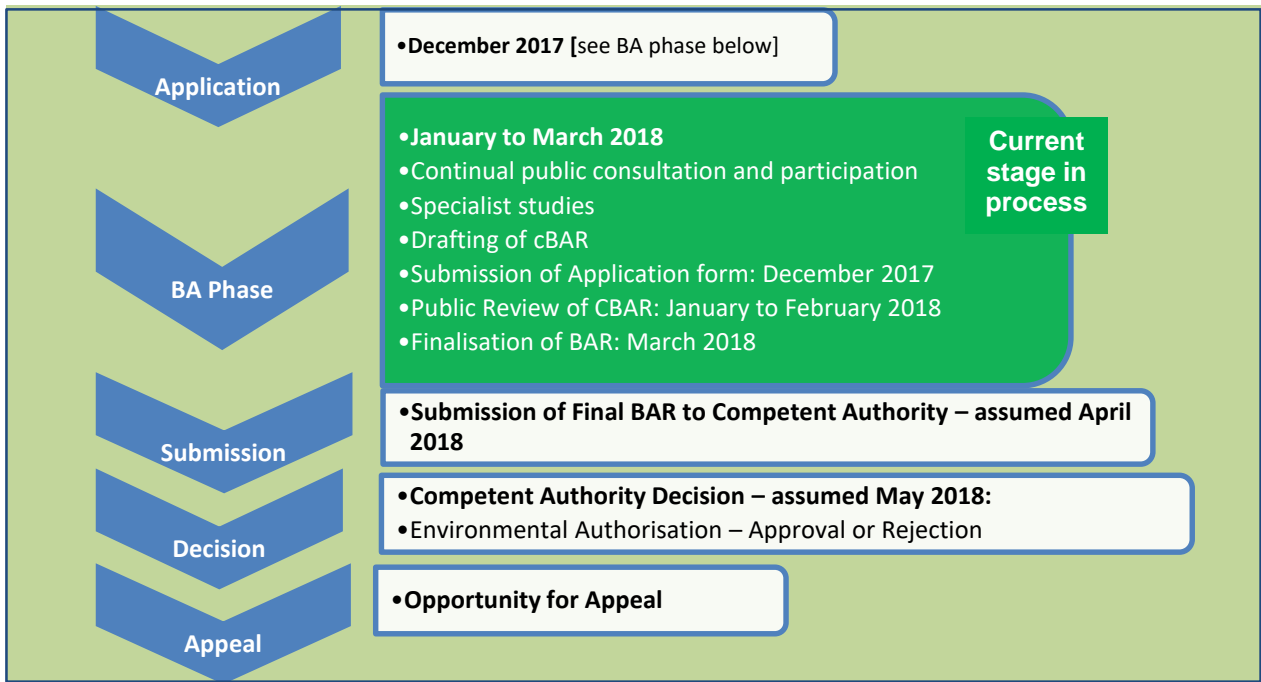 Application
•December 2017 [see BA phase below]
BA Phase
•January to March 2018
•Continual public consultation and participation
•Specialist studies
•Drafting of cBAR
•Submission of Application form: December 2017
•Public Review of CBAR: January to February 2018
•Finalisation of BAR: March 2018
Current
stage in
process
Submission
•Submission of Final BAR to Competent Authority – assumed April
2018
Decision
•Competent Authority Decision – assumed May 2018:
•Environmental Authorisation – Approval or Rejection
Appeal
•Opportunity for Appeal